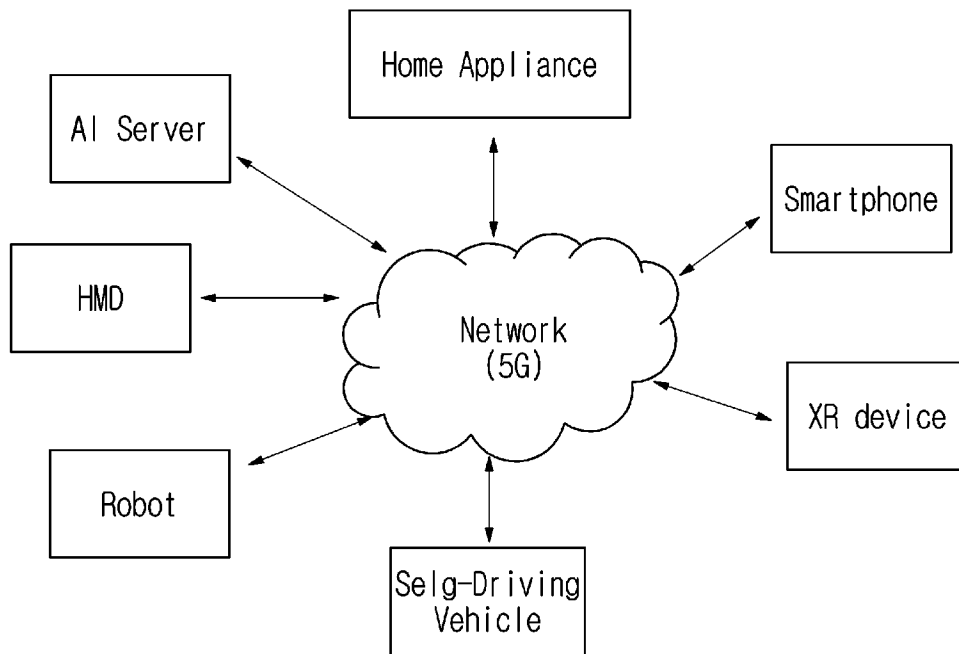 Home Appliance
AI Server
Smartphone
HMD
Network
(5G)
XR device
Robot
Selg-Driving
Vehicle